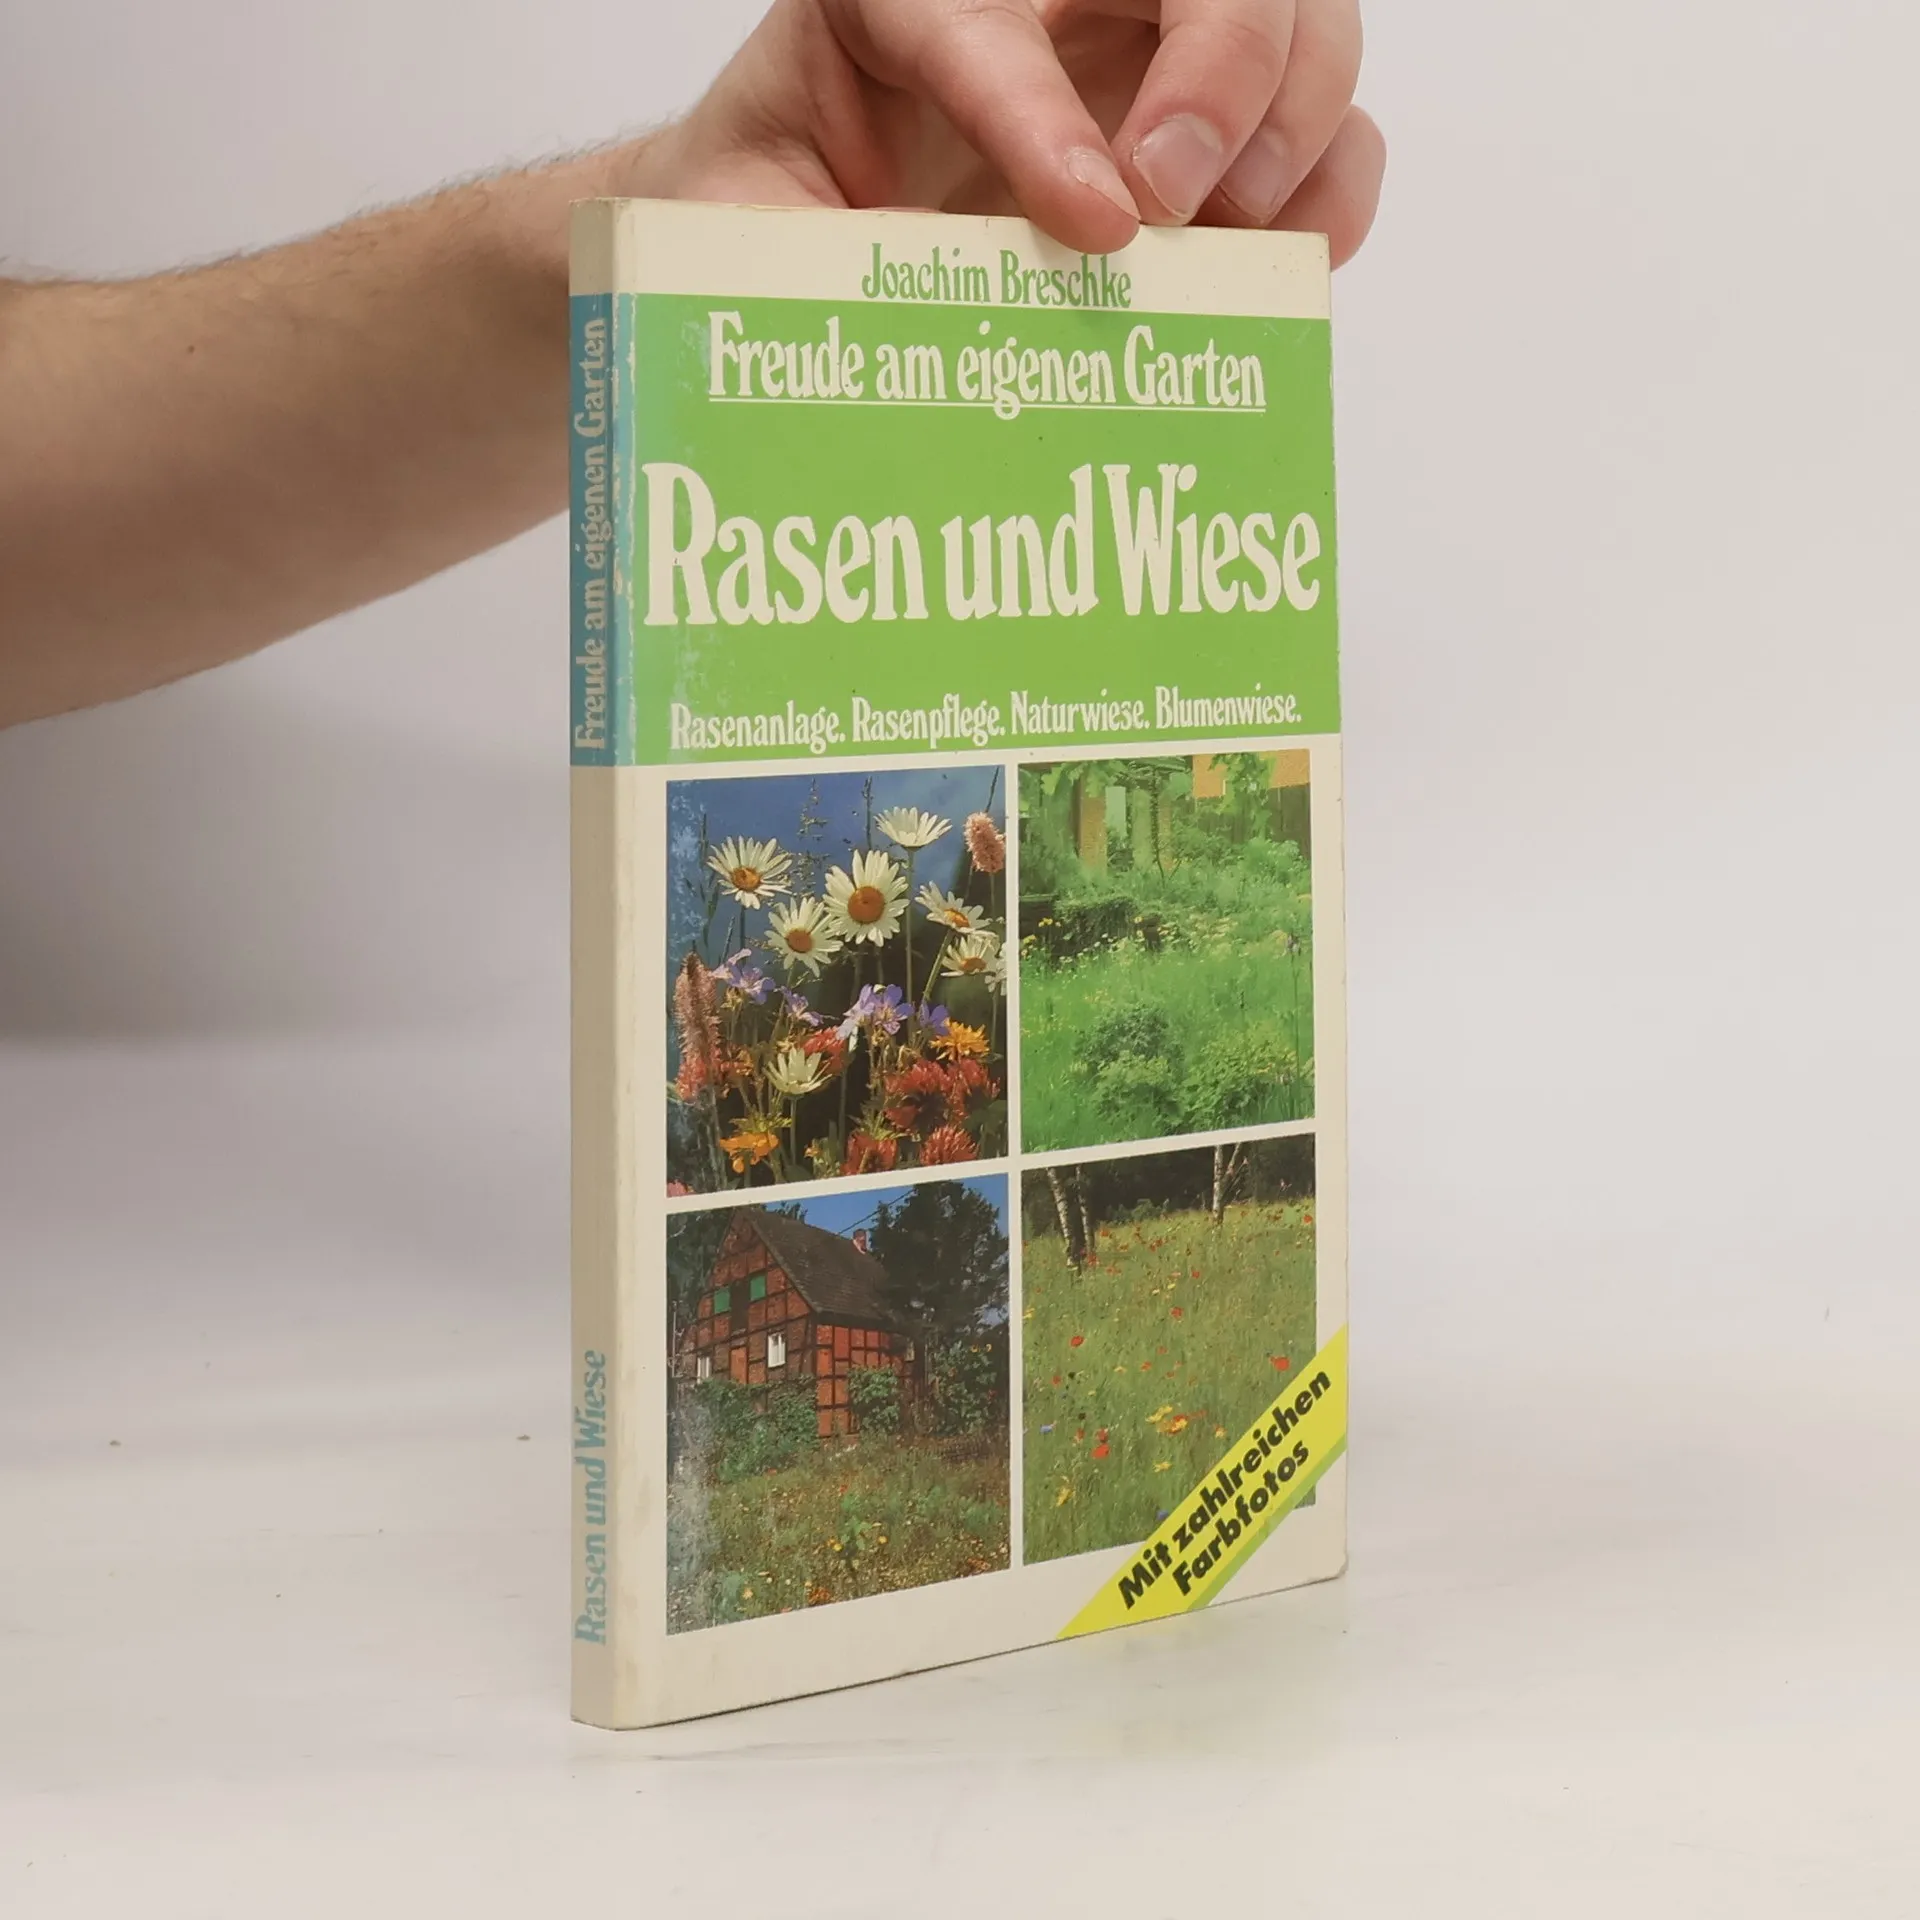 Joachim Breschke
Freude am eigenen Garten
Rasen und Wiese
Rasenanlage. Rasenpflege. Naturwiese. Blumenwiese.
Mit zahlreichen
Farbfotos
Freude am eigenen Garten
Rasen und Wiese